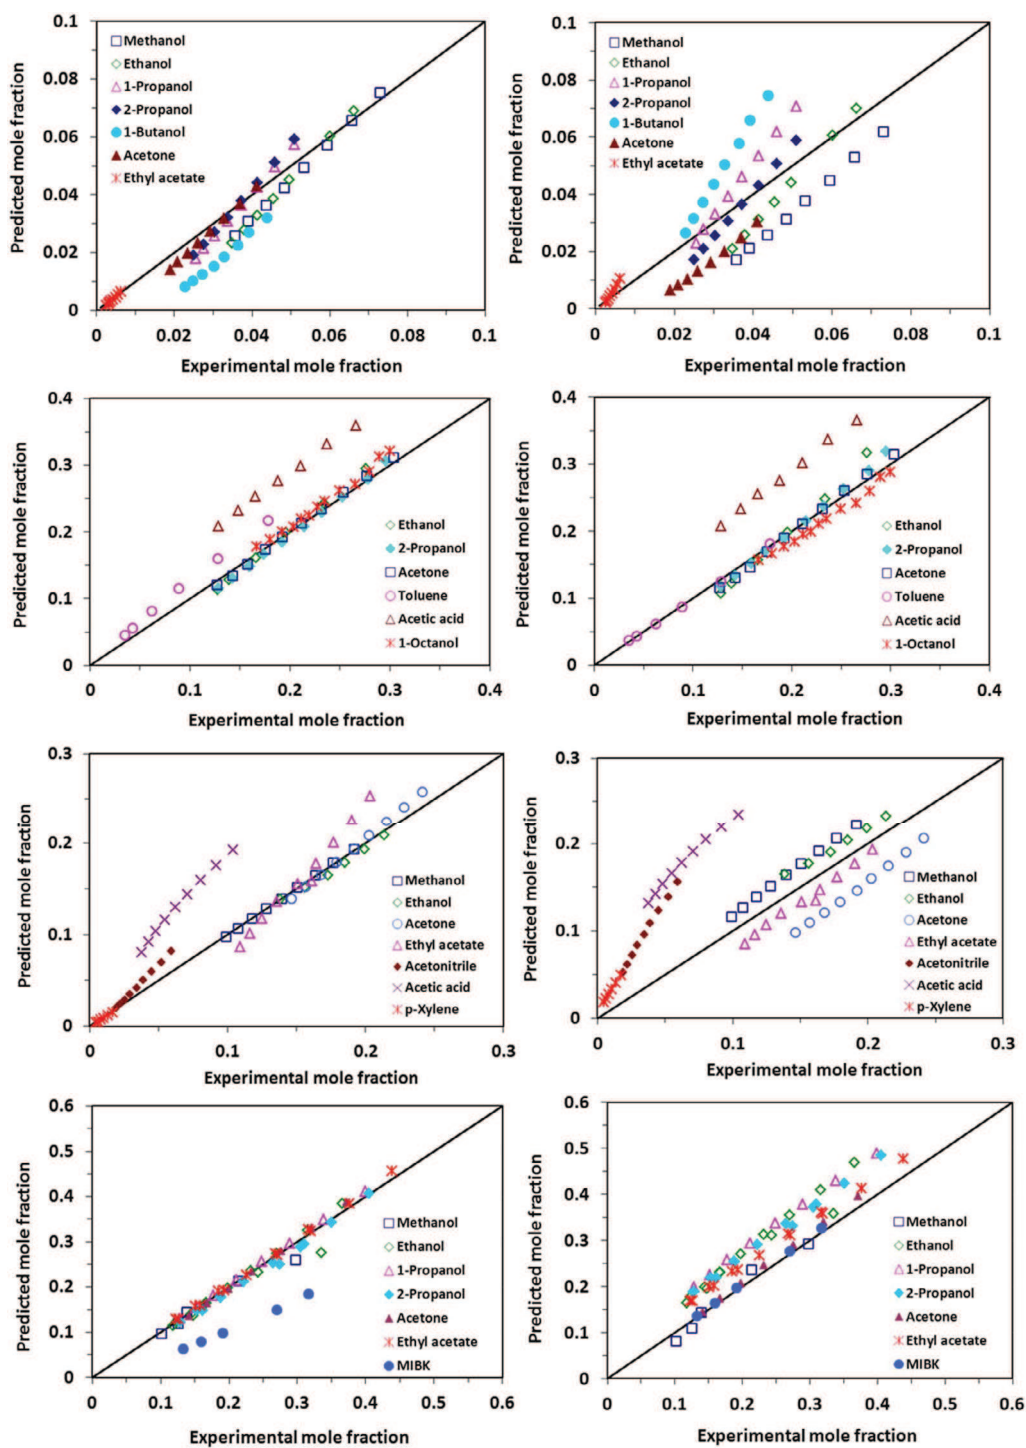 0.1
0.08
0.06
0.04
0.02
0
Predicted mole fraction
Methanol
Ethanol
1-Propanol
2-Propanol
1-Butanol
Acetone
Ethyl acetate
0 0.02 0.04 0.06 0.08 0.1
Experimental mole fraction
0.1
0.08
0.06
0.04
0.02
0
Predicted mole fraction
Methanol
Ethanol
1-Propanol
2-Propanol
1-Butanol
Acetone
Ethyl acetate
0 0.02 0.04 0.06 0.08 0.1
Experimental mole fraction
0.4
0.3
0.2
0.1
0
Predicted mole fraction
Ethanol
2-Propanol
Acetone
Toluene
Acetic acid
1-Octanol
0 0.1 0.2 0.3 0.4
Experimental mole fraction
0.4
0.3
0.2
0.1
0
Predicted mole fraction
Ethanol
2-Propanol
Acetone
Toluene
Acetic acid
1-Octanol
0 0.1 0.2 0.3 0.4
Experimental mole fraction
0.3
0.2
0.1
0
Predicted mole fraction
Methanol
Ethanol
Acetone
Ethyl acetate
Acetonitrile
Acetic acid
p-Xylene
0 0.1 0.2 0.3
Experimental mole fraction
0.3
0.2
0.1
0
Predicted mole fraction
Methanol
Ethanol
Acetone
Ethyl acetate
Acetonitrile
Acetic acid
p-Xylene
0 0.1 0.2 0.3
Experimental mole fraction
0.6
0.5
0.4
0.3
0.2
0.1
0
Predicted mole fraction
Methanol
Ethanol
1-Propanol
2-Propanol
Acetone
Ethyl acetate
MIBK
0 0.1 0.2 0.3 0.4 0.5 0.6
Experimental mole fraction
0.6
0.5
0.4
0.3
0.2
0.1
0
Predicted mole fraction
Methanol
Ethanol
1-Propanol
2-Propanol
Acetone
Ethyl acetate
MIBK
0 0.1 0.2 0.3 0.4 0.5 0.6
Experimental mole fraction